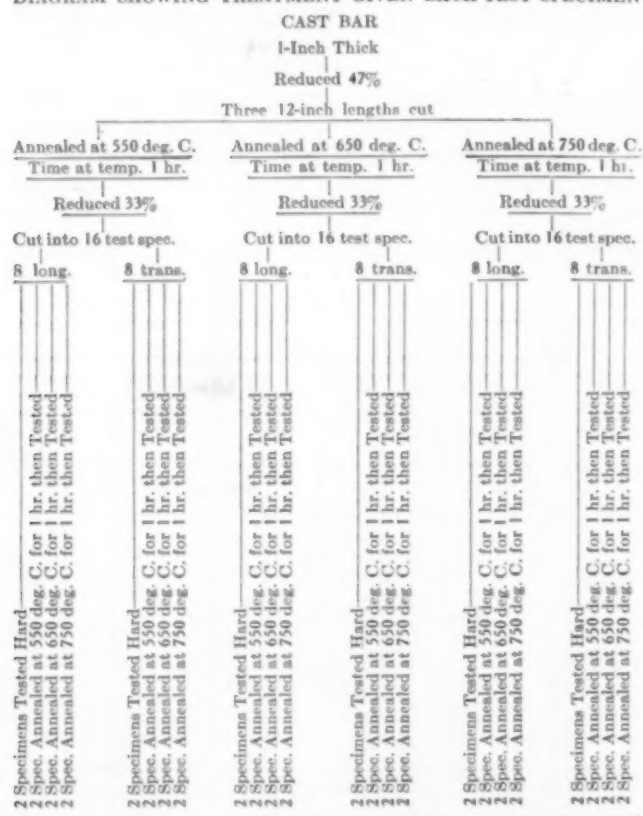 DIAGRAM SHOWING TREATMENT GIVEN EACH TEST SPECIMEN
CAST BAR
1-Inch Thick
Reduced 47%
Three 12-inch lengths cut
Annealed at 550 deg. C. Annealed at 650 deg. C. Annealed at 750 deg. C.
Time at temp. 1 hr. Time at temp. 1 hr. Time at temp. 1 hr.
Reduced 33% Reduced 33% Reduced 33%
Cut into 16 test spec. Cut into 16 test spec. Cut into 16 test spec.
8 long. 8 trans. 8 long. 8 trans. 8 long. 8 trans.
2 Specimens Tested Hard
2 Spec. Annealed at 550 deg. C. for 1 hr. then Tested
2 Spec. Annealed at 650 deg. C. for 1 hr. then Tested
2 Spec. Annealed at 750 deg. C. for 1 hr. then Tested
2 Specimens Tested Hard
2 Spec. Annealed at 550 deg. C. for 1 hr. then Tested
2 Spec. Annealed at 650 deg. C. for 1 hr. then Tested
2 Spec. Annealed at 750 deg. C. for 1 hr. then Tested
2 Specimens Tested Hard
2 Spec. Annealed at 550 deg. C. for 1 hr. then Tested
2 Spec. Annealed at 650 deg. C. for 1 hr. then Tested
2 Spec. Annealed at 750 deg. C. for 1 hr. then Tested
2 Specimens Tested Hard
2 Spec. Annealed at 550 deg. C. for 1 hr. then Tested
2 Spec. Annealed at 650 deg. C. for 1 hr. then Tested
2 Spec. Annealed at 750 deg. C. for 1 hr. then Tested
2 Specimens Tested Hard
2 Spec. Annealed at 550 deg. C. for 1 hr. then Tested
2 Spec. Annealed at 650 deg. C. for 1 hr. then Tested
2 Spec. Annealed at 750 deg. C. for 1 hr. then Tested
2 Specimens Tested Hard
2 Spec. Annealed at 550 deg. C. for 1 hr. then Tested
2 Spec. Annealed at 650 deg. C. for 1 hr. then Tested
2 Spec. Annealed at 750 deg. C. for 1 hr. then Tested